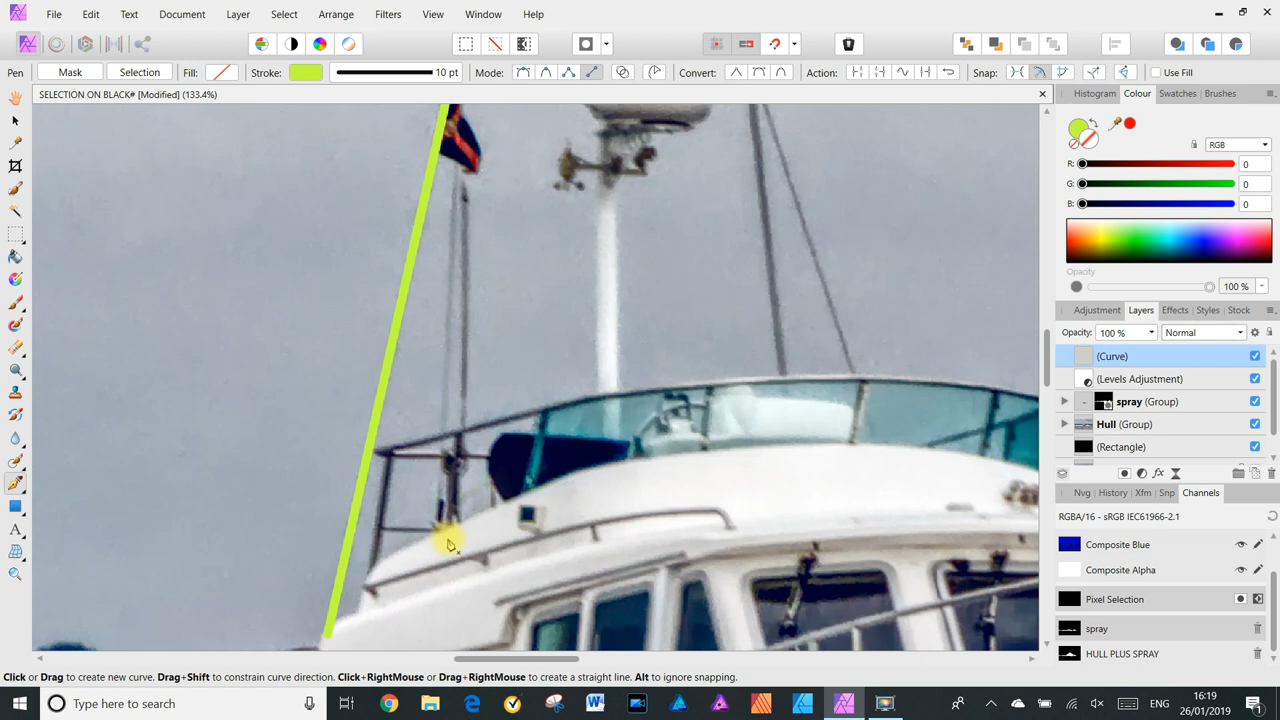 File Edit Text Document Layer Select Arrange Filters View Window Help
Pen Mask Selection Fill: Stroke: 10 pt Mode: Convert: Action: Snap: Use Fill
SELECTION ON BLACK# [Modified] (133.4%)
Histogram Colour Swatches Brushes
RGB
R: 0
G: 0
B: 0
Opacity
100 %
Adjustment Layers Effects Styles Stock
Opacity: 100 % Normal
(Curve)
(Levels Adjustment)
spray (Group)
Hull (Group)
(Rectangle)
Nvg History Xfm Snp Channels
RGBA/16 - sRGB IEC61966-2.1
Composite Blue
Composite Alpha
Pixel Selection
spray
HULL PLUS SPRAY
Click or Drag to create new curve. Drag+Shift to constrain curve direction. Click+RightMouse or Drag+RightMouse to create a straight line. Alt to ignore snapping.
Type here to search
ENG
16:19
26/01/2019